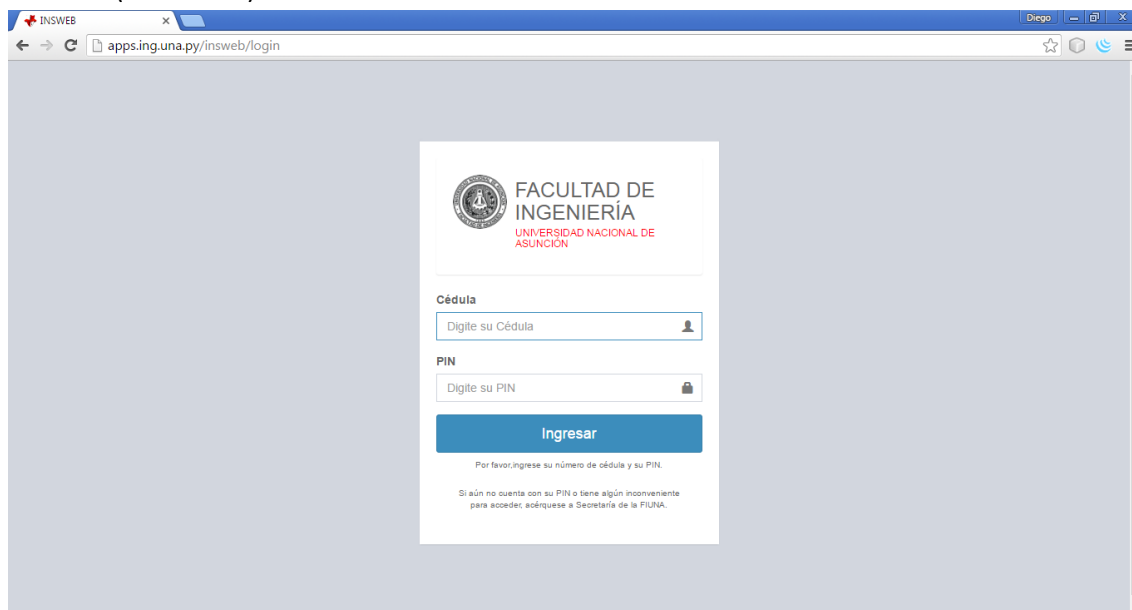 INSWEB
Diego
apps.ing.una.py/insweb/login
FACULTAD DE
INGENIERÍA
UNIVERSIDAD NACIONAL DE
ASUNCIÓN
Cédula
Digite su Cédula
PIN
Digite su PIN
Ingresar
Por favor,ingrese su número de cédula y su PIN.
Si aún no cuenta con su PIN o tiene algún inconveniente
para acceder, acérquese a Secretaría de la FIUNA.